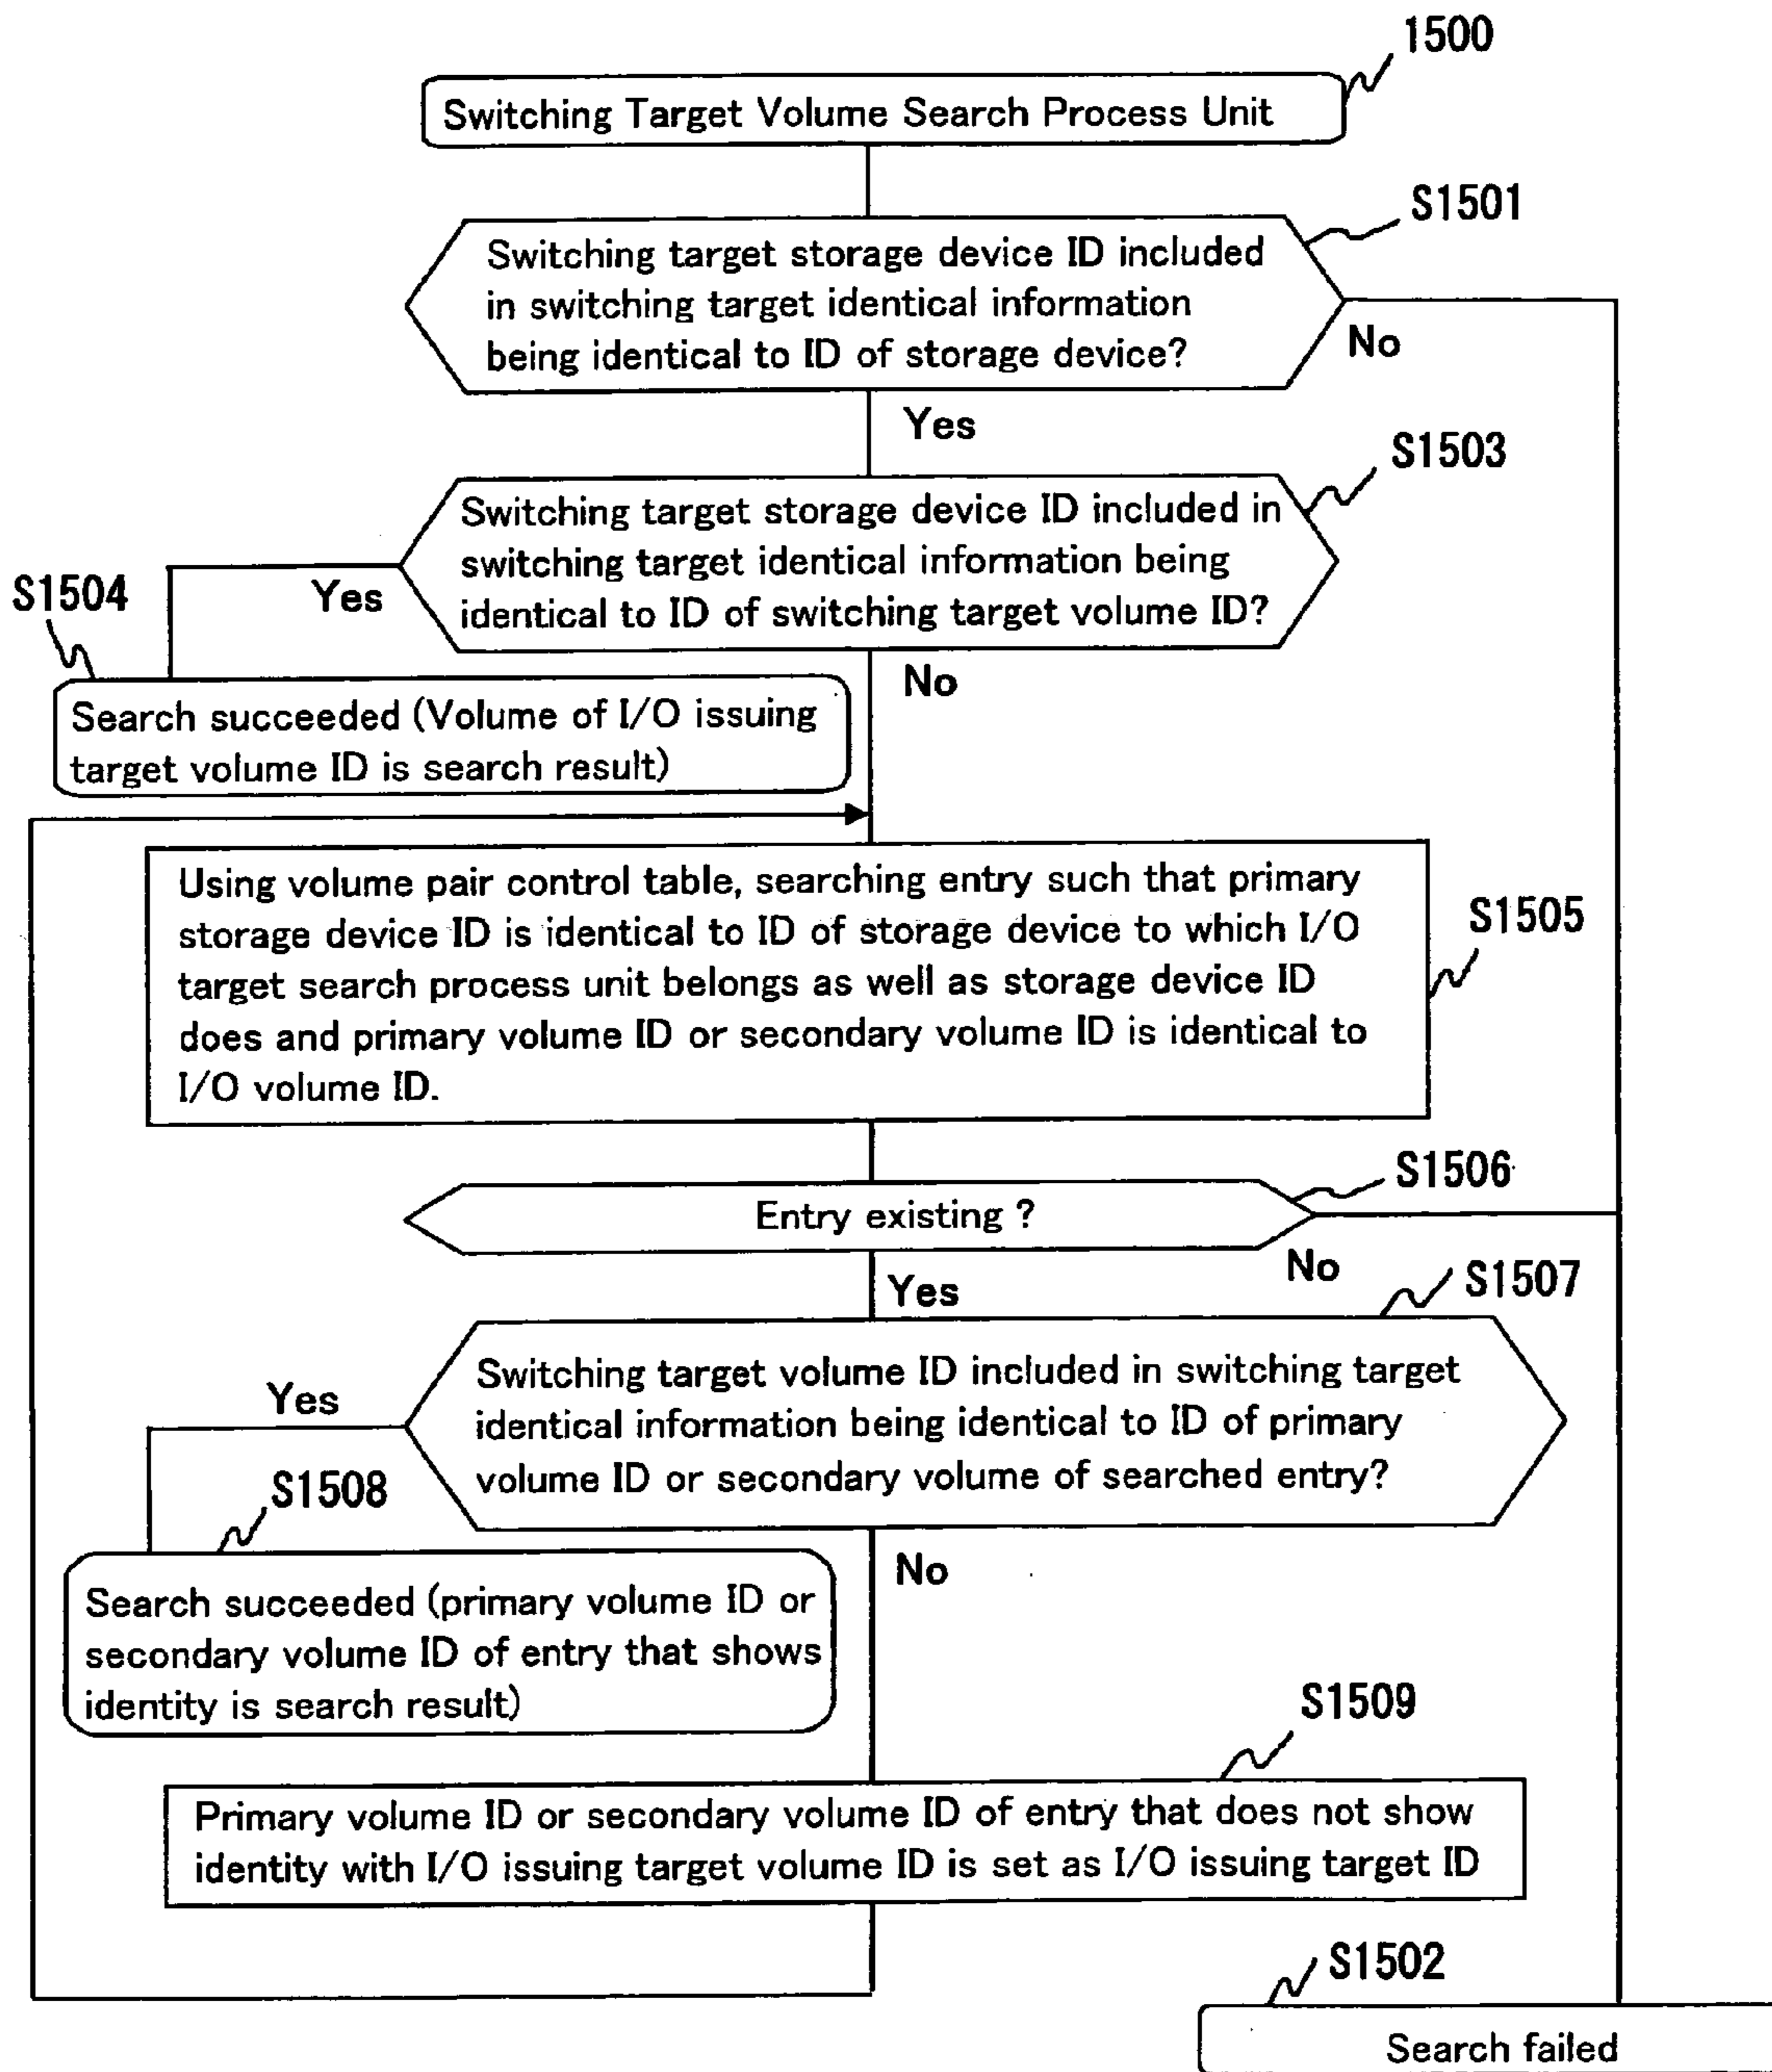 1500
Switching Target Volume Search Process Unit
S1501
Switching target storage device ID included
in switching target identical information
being identical to ID of storage device?
No
Yes
S1503
Switching target storage device ID included in
switching target identical information being
identical to ID of switching target volume ID?
S1504
Yes
No
Search succeeded (Volume of I/O issuing
target volume ID is search result)
Using volume pair control table, searching entry such that primary
storage device ID is identical to ID of storage device to which I/O
target search process unit belongs as well as storage device ID
does and primary volume ID or secondary volume ID is identical to
I/O volume ID.
S1505
S1506
Entry existing ?
No
Yes
S1507
Switching target volume ID included in switching target
identical information being identical to ID of primary
volume ID or secondary volume of searched entry?
Yes
S1508
No
Search succeeded (primary volume ID or
secondary volume ID of entry that shows
identity is search result)
S1509
Primary volume ID or secondary volume ID of entry that does not show
identity with I/O issuing target volume ID is set as I/O issuing target ID
S1502
Search failed